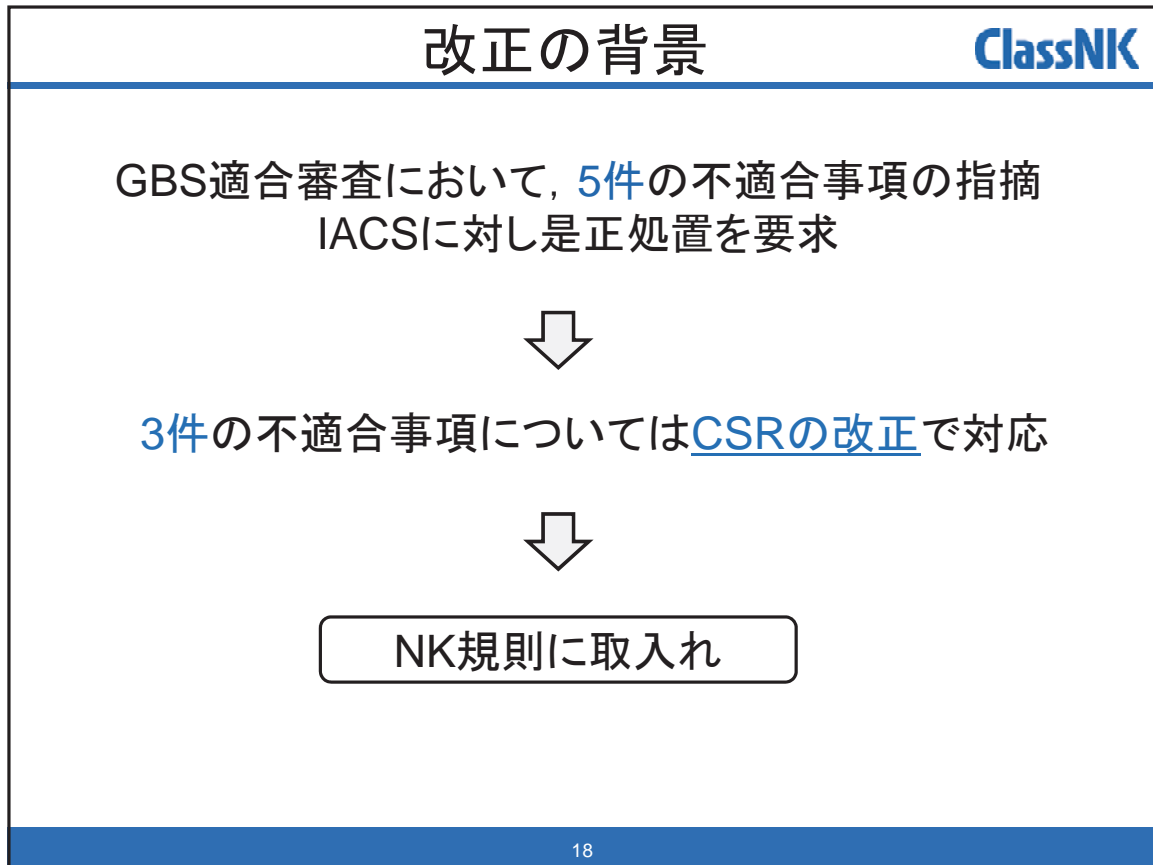 改正の背景
ClassNK
GBS適合審査において, 5件の不適合事項の指摘
IACSに対し是正処置を要求
3件の不適合事項についてはCSRの改正で対応
NK規則に取入れ
18